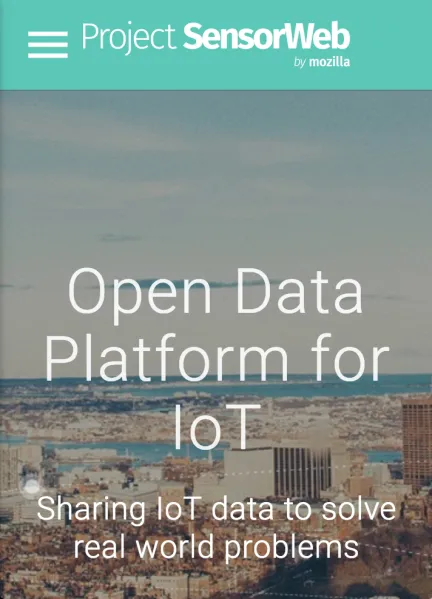 Project SensorWeb
by mozilla
Open Data
Platform for
IoT
Sharing IoT data to solve
real world problems